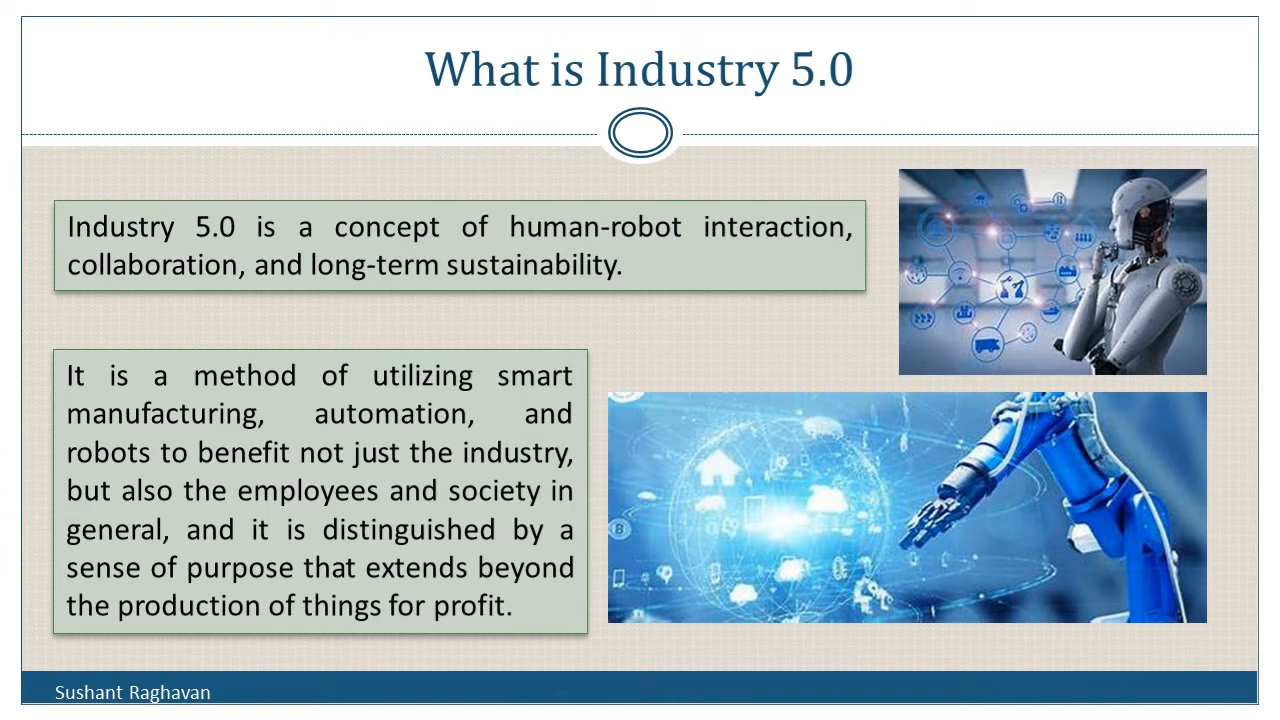 What is Industry 5.0
Industry 5.0 is a concept of human-robot interaction,
collaboration, and long-term sustainability.
It is a method of utilizing smart
manufacturing, automation, and
robots to benefit not just the industry,
but also the employees and society in
general, and it is distinguished by a
sense of purpose that extends beyond
the production of things for profit.
Sushant Raghavan